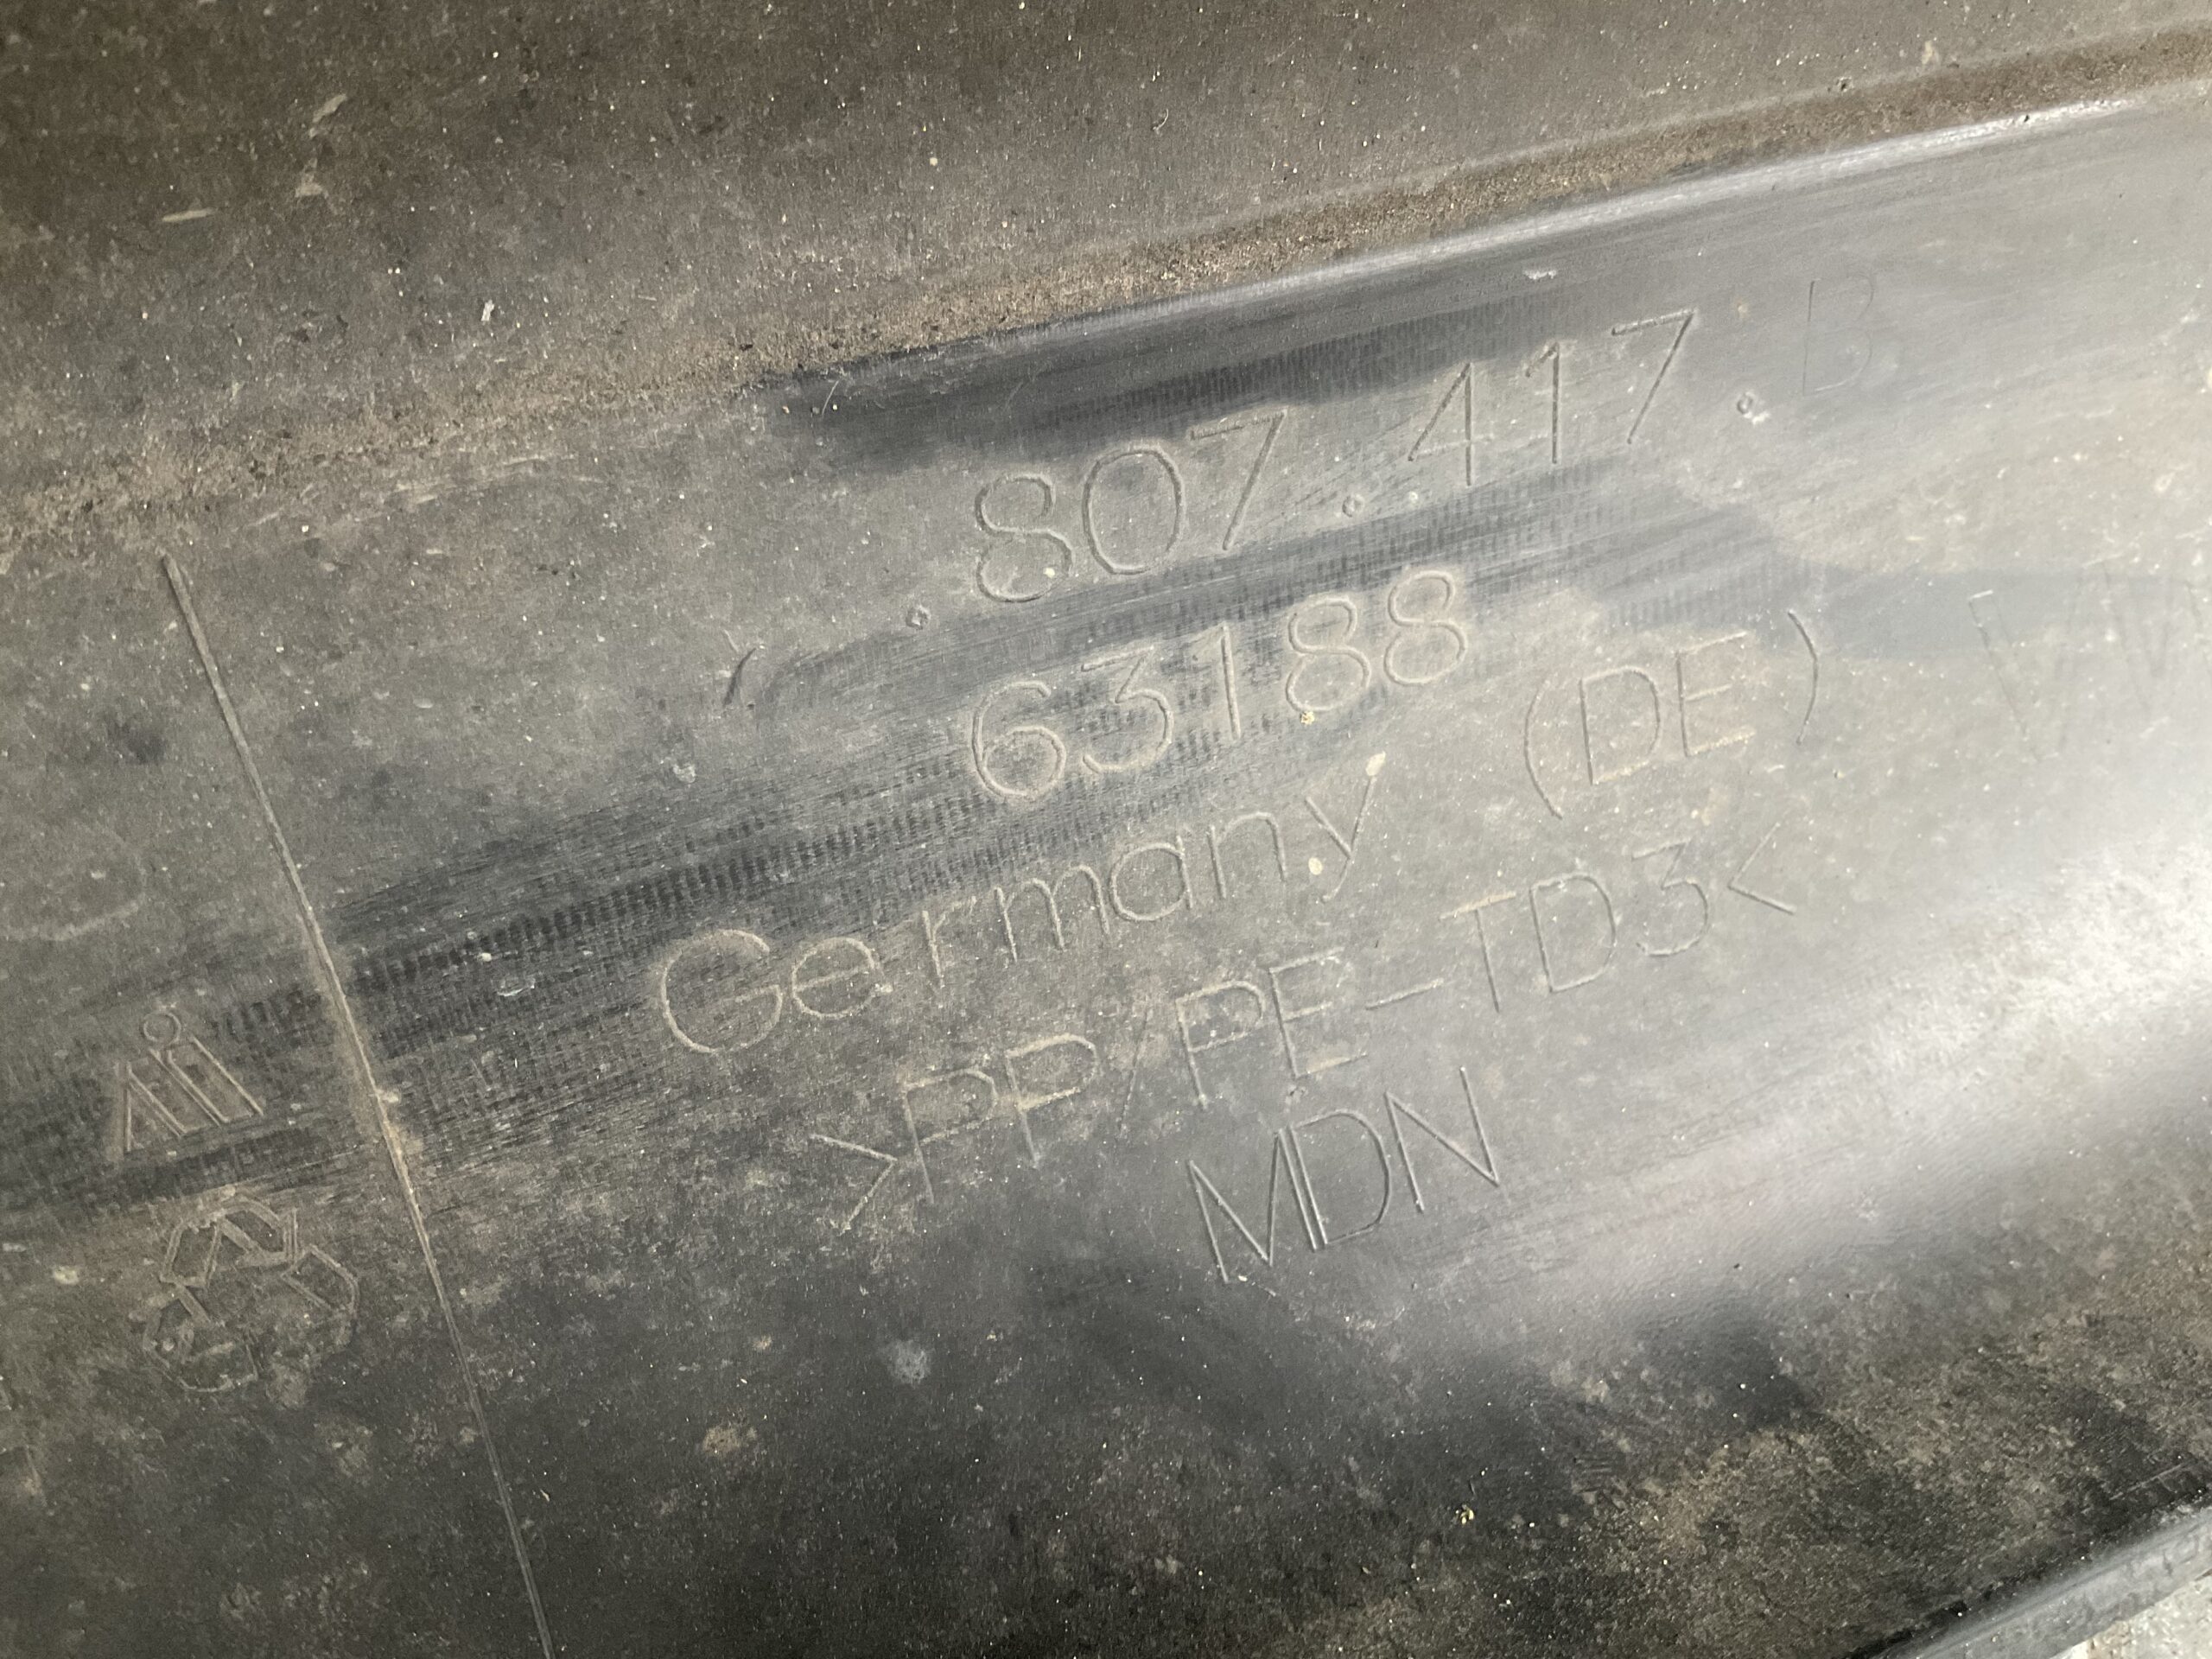 .807.417.B
63188
Germany (DE)
>PP/PE-TD3<
MDN